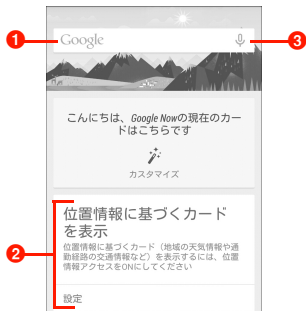 1 Google 3
こんにちは、Google Nowの現在のカー
ドはこちらです
カスタマイズ
2
位置情報に基づくカード
を表示
位置情報に基づくカード（地域の天気情報や通
勤経路の交通情報など）を表示するには、位置
情報アクセスをONにしてください
設定